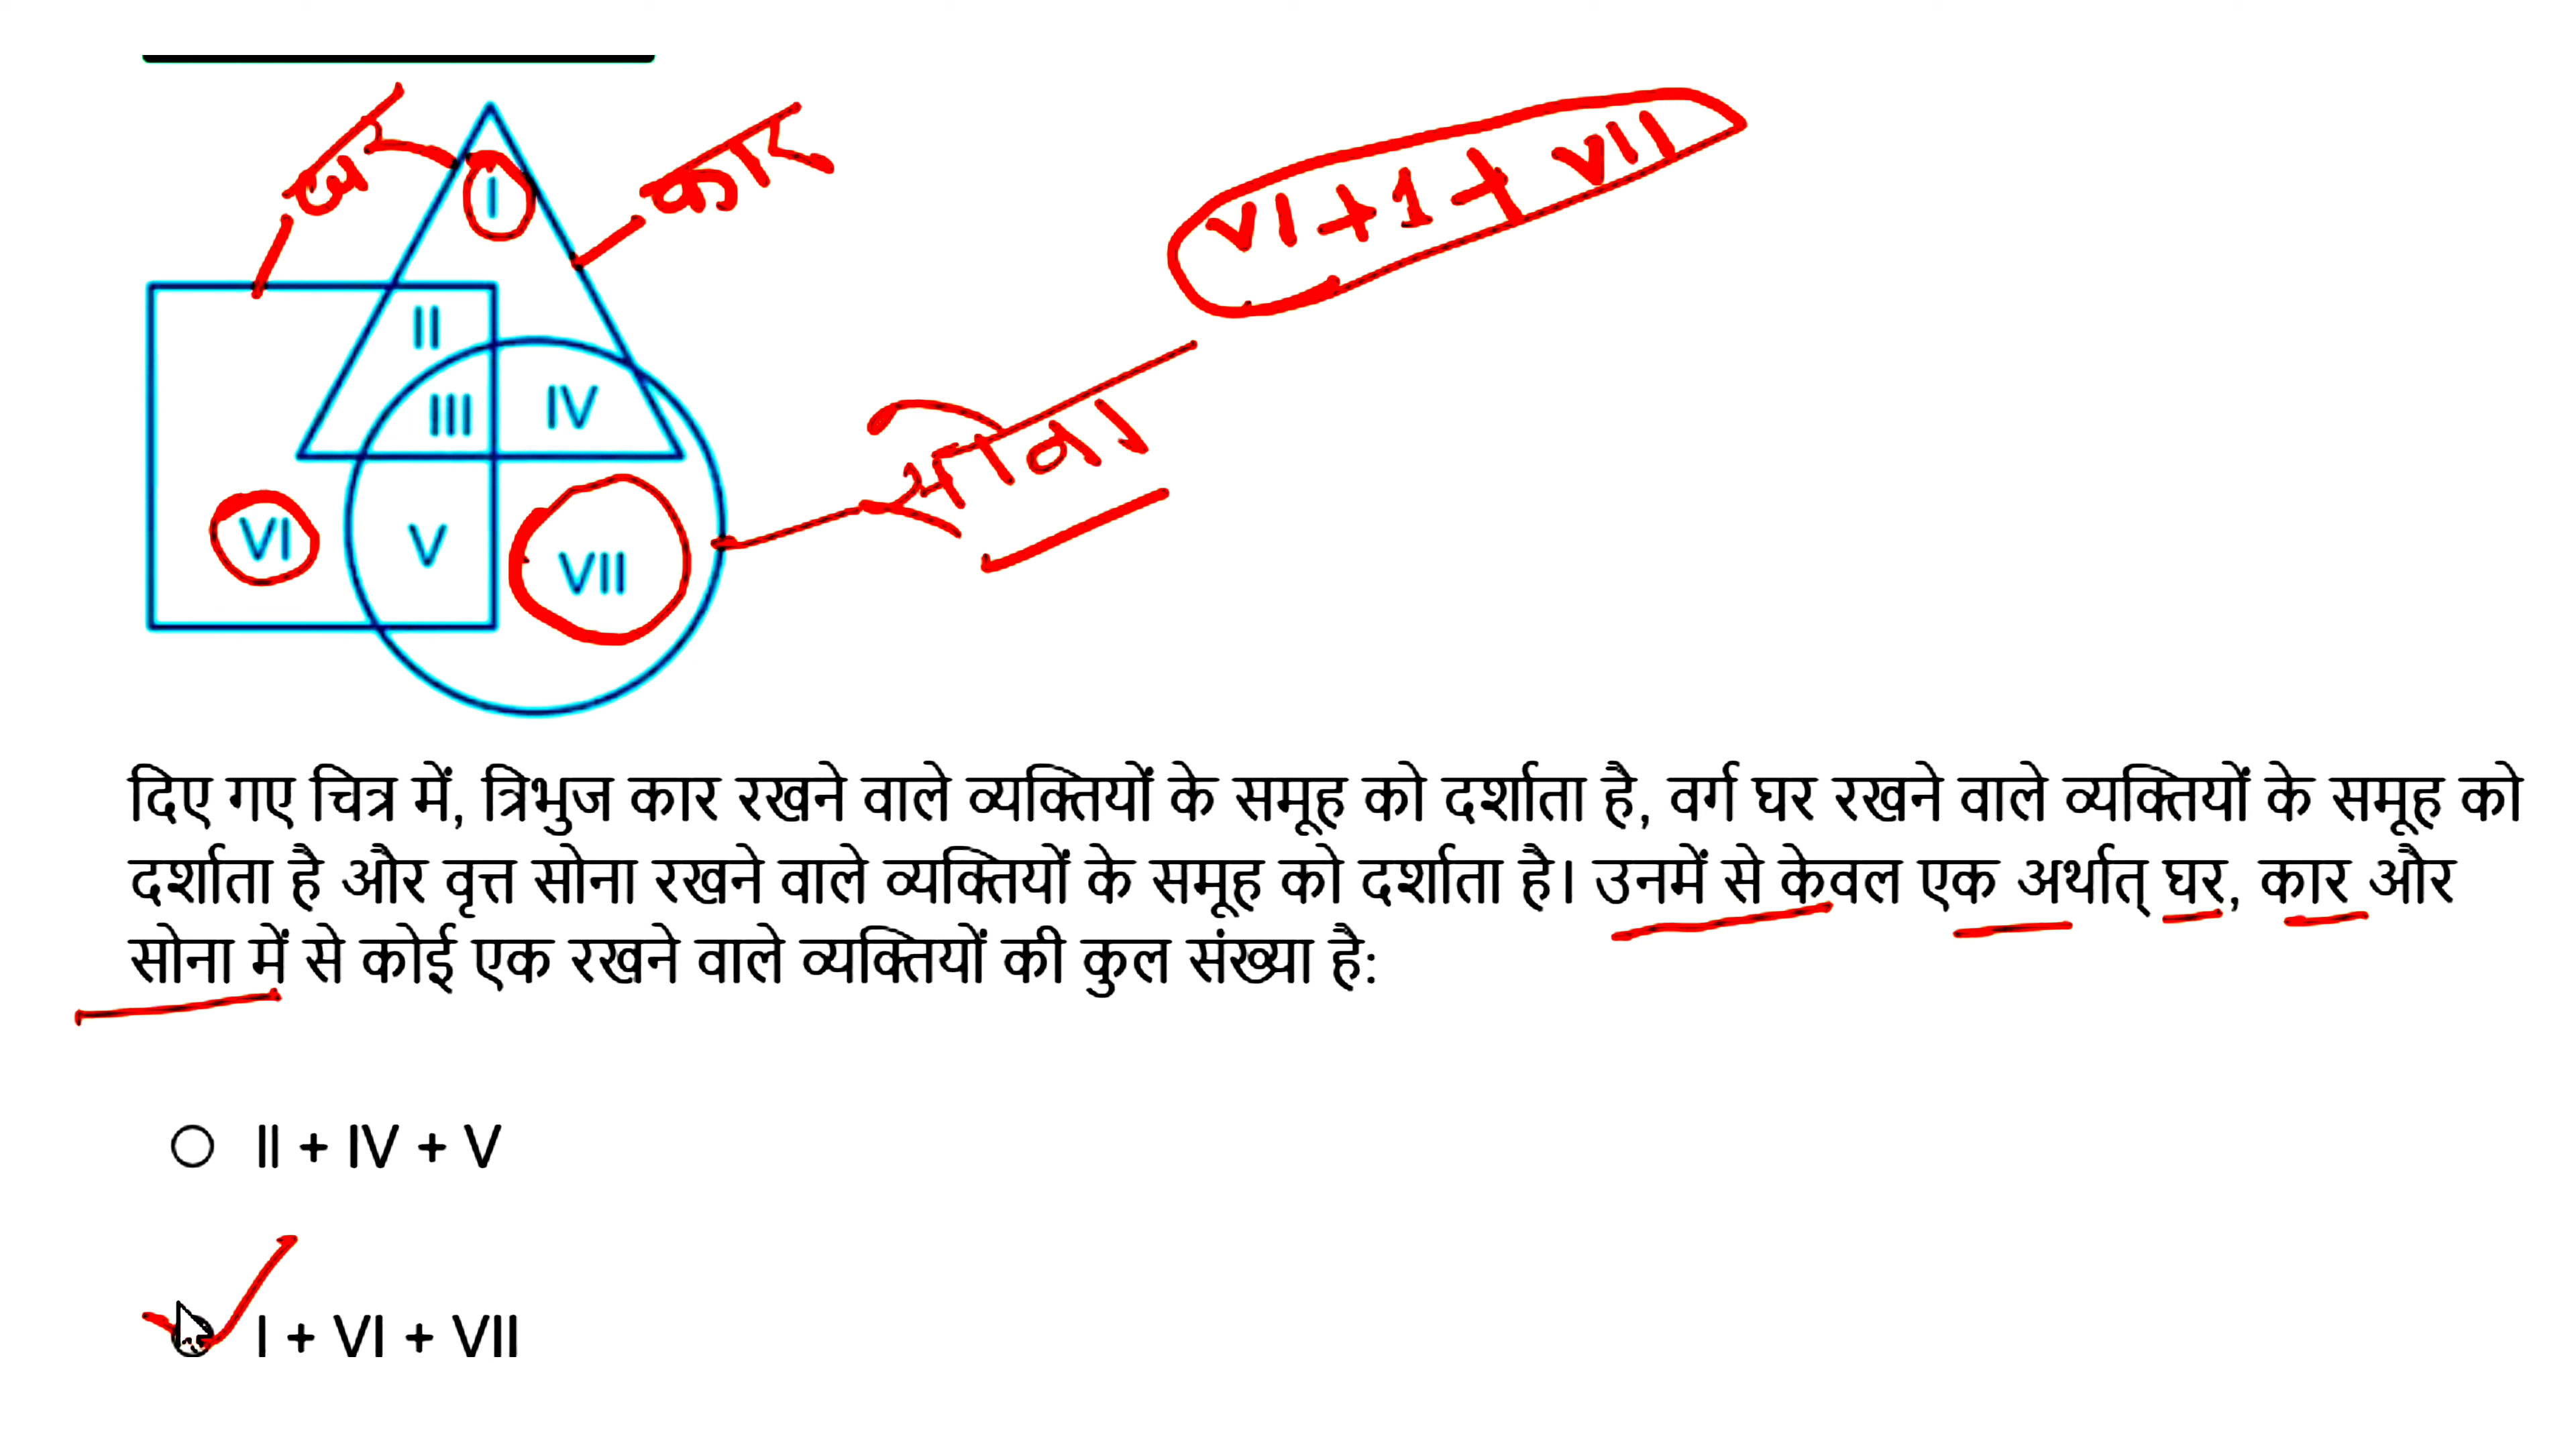 घर
कार
VI + 1 + VII
I
II
III
IV
सोना
VI
V
VII
दिए गए चित्र में, त्रिभुज कार रखने वाले व्यक्तियों के समूह को दर्शाता है, वर्ग घर रखने वाले व्यक्तियों के समूह को
दर्शाता है और वृत्त सोना रखने वाले व्यक्तियों के समूह को दर्शाता है। उनमें से केवल एक अर्थात् घर, कार और
सोना में से कोई एक रखने वाले व्यक्तियों की कुल संख्या है:
II + IV + V
I + VI + VII